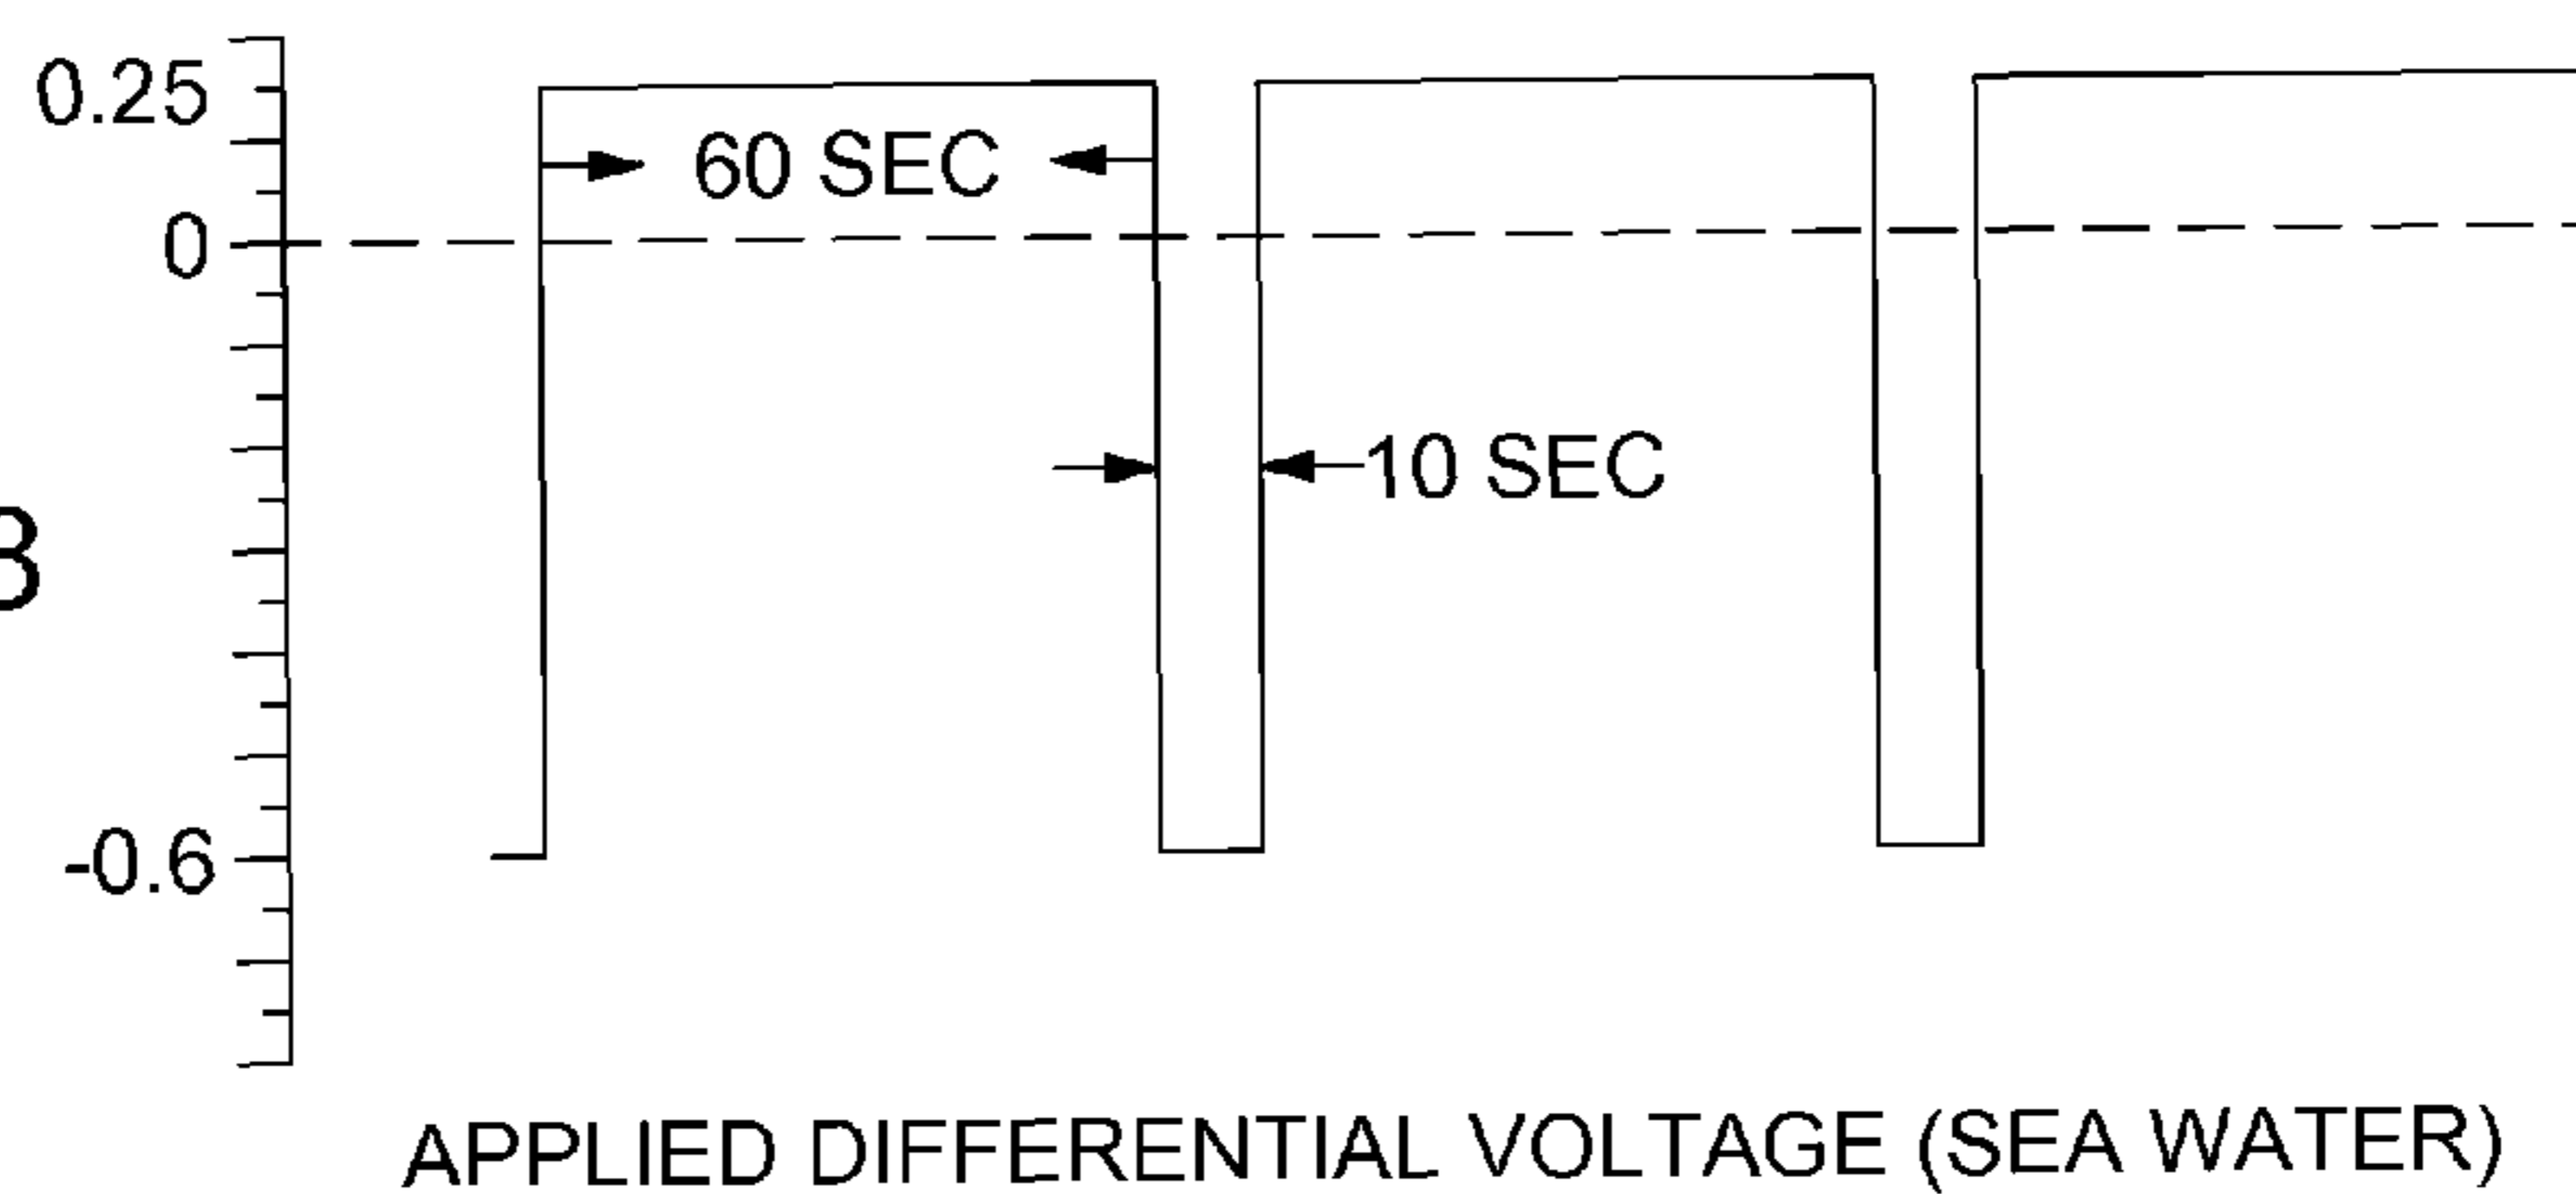 0.25
60 SEC
0
10 SEC
-0.6
APPLIED DIFFERENTIAL VOLTAGE (SEA WATER)